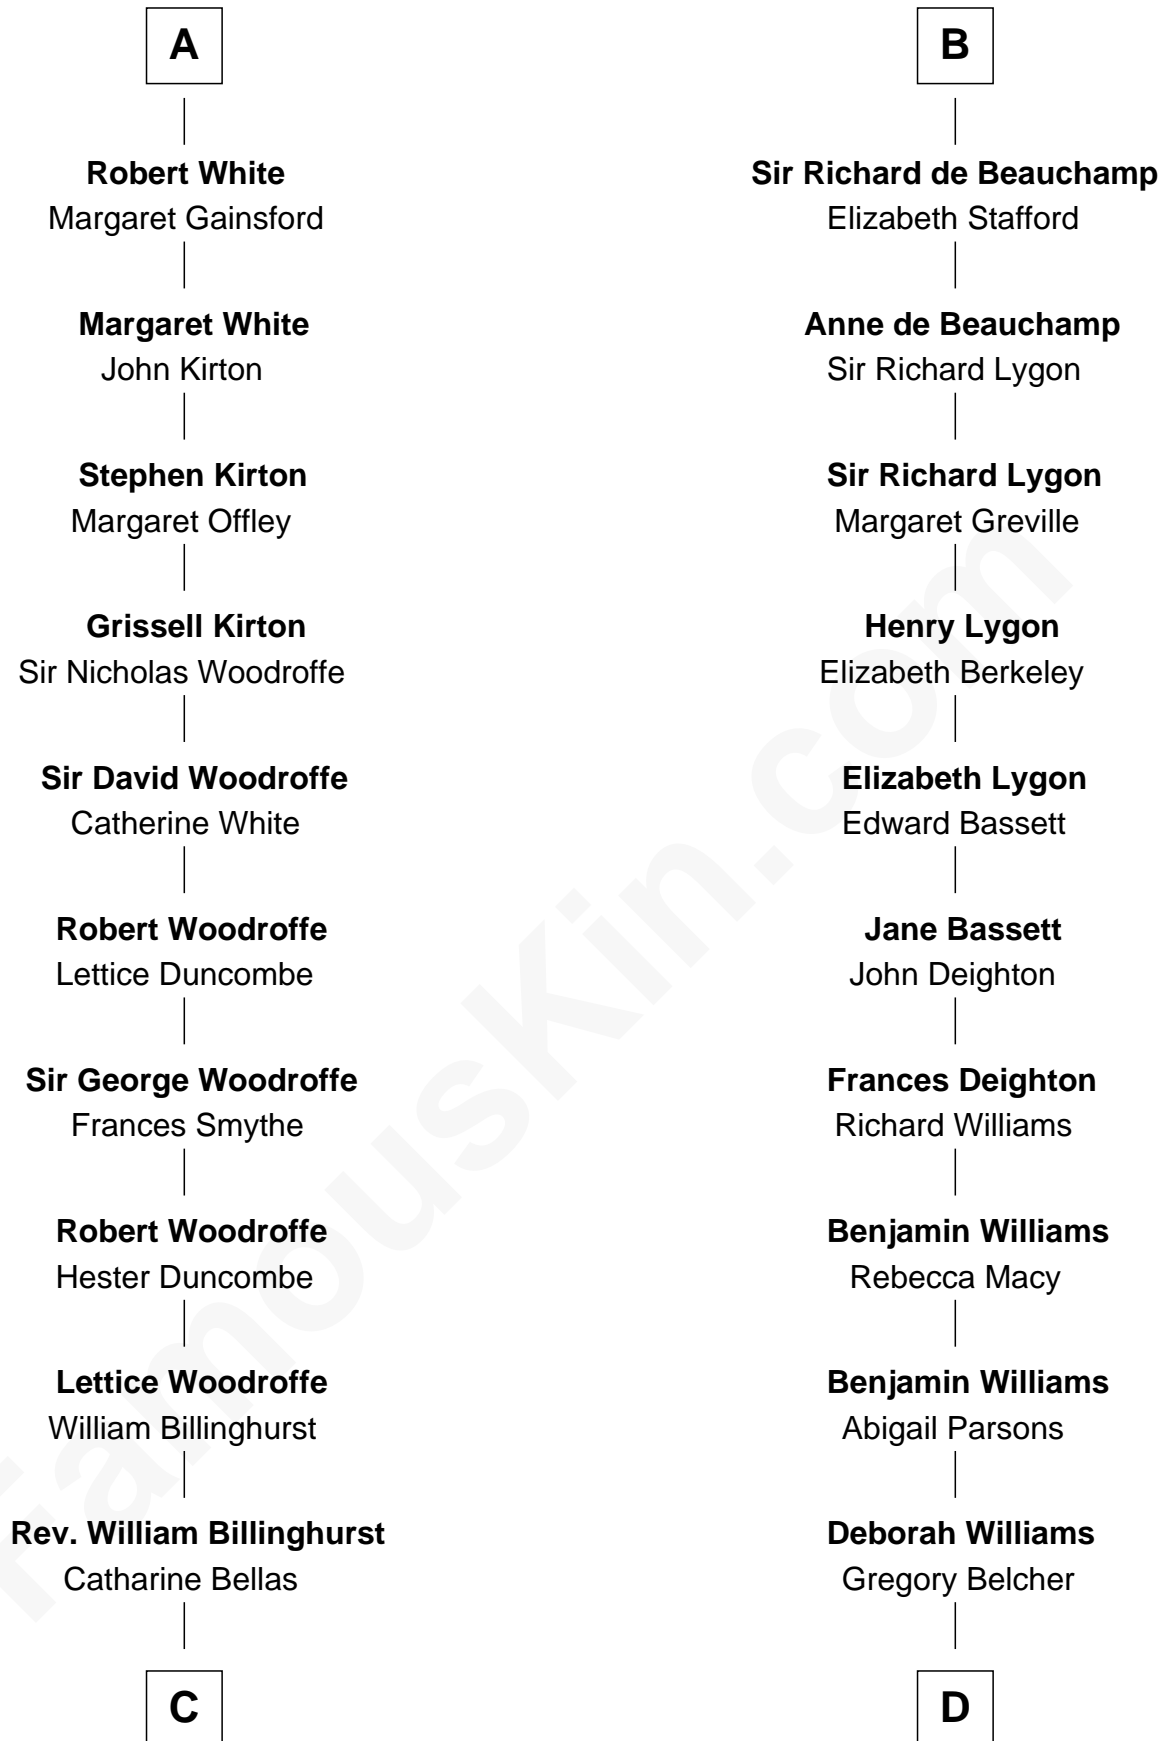 A
Robert White
Margaret Gainsford
Margaret White
John Kirton
Stephen Kirton
Margaret Offley
Grissell Kirton
Sir Nicholas Woodroffe
Sir David Woodroffe
Catherine White
Robert Woodroffe
Lettice Duncombe
Sir George Woodroffe
Frances Smythe
Robert Woodroffe
Hester Duncombe
Lettice Woodroffe
William Billinghurst
Rev. William Billinghurst
Catharine Bellas
C
B
Sir Richard de Beauchamp
Elizabeth Stafford
Anne de Beauchamp
Sir Richard Lygon
Sir Richard Lygon
Margaret Greville
Henry Lygon
Elizabeth Berkeley
Elizabeth Lygon
Edward Bassett
Jane Bassett
John Deighton
Frances Deighton
Richard Williams
Benjamin Williams
Rebecca Macy
Benjamin Williams
Abigail Parsons
Deborah Williams
Gregory Belcher
D
FamousKin.com